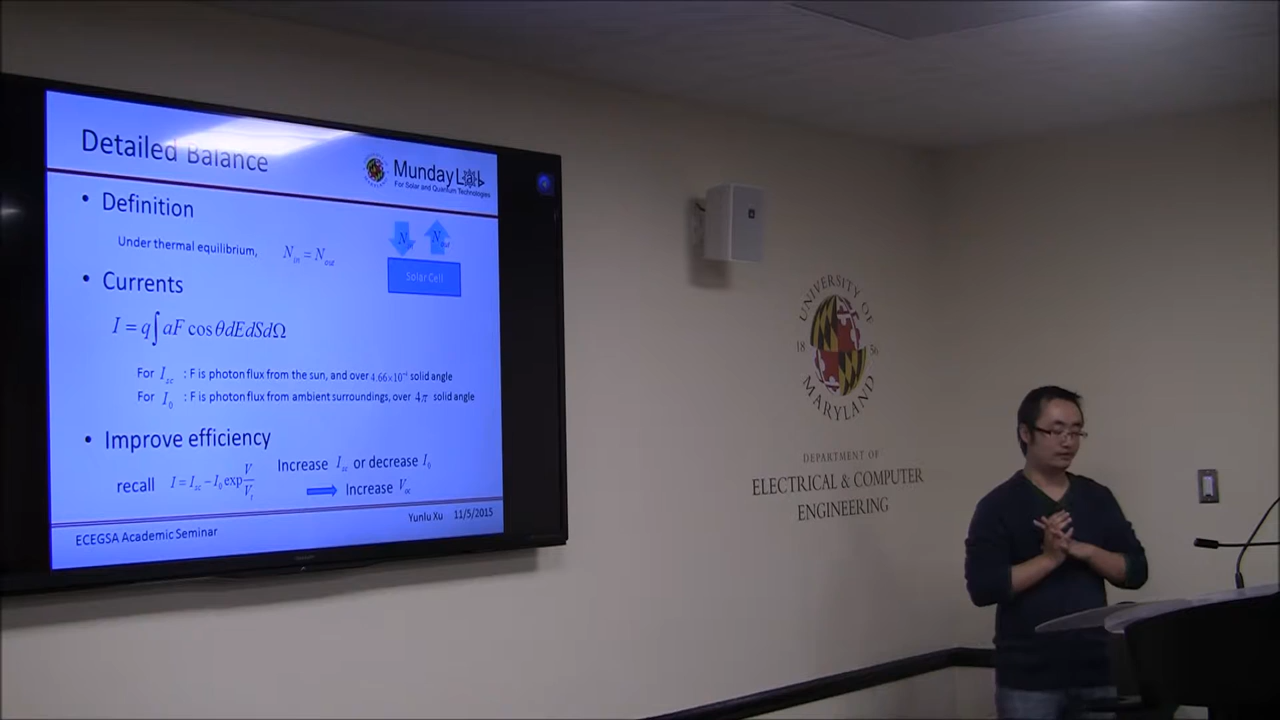 Detailed Balance
Munday Lab
For Solar and Quantum Technologies
• Definition
Under thermal equilibrium, N_in = N_out
N_in N_out
Solar Cell
• Currents
I = q∫aF cosθdEdSdΩ
For I_sc : F is photon flux from the sun, and over 4.66×10⁻⁶ solid angle
For I_0 : F is photon flux from ambient surroundings, over 4π solid angle
• Improve efficiency
recall I = I_sc − I_0 exp V/V_t
Increase I_sc or decrease I_0
Increase V_oc
Yunlu Xu 11/5/2015
ECEGSA Academic Seminar
UNIVERSITY OF
18 56
MARYLAND
DEPARTMENT OF
ELECTRICAL & COMPUTER
ENGINEERING